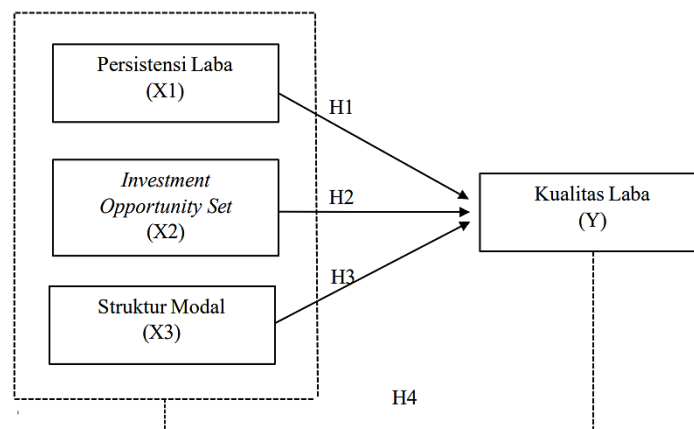 Persistensi Laba
(X1)
H1
Investment
Opportunity Set
(X2)
H2
Kualitas Laba
(Y)
Struktur Modal
(X3)
H3
H4